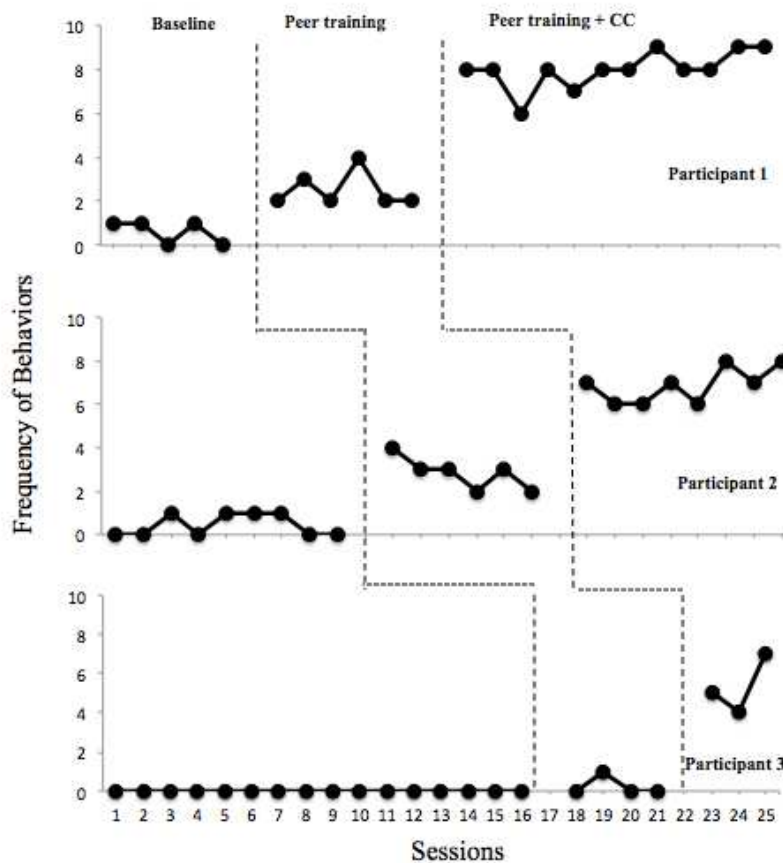 Baseline Peer training Peer training + CC
10
8
6
4
2
0
Participant 1
Frequency of Behaviors
10
8
6
4
2
0
Participant 2
10
8
6
4
2
0
Participant 3
1 2 3 4 5 6 7 8 9 10 11 12 13 14 15 16 17 18 19 20 21 22 23 24 25
Sessions